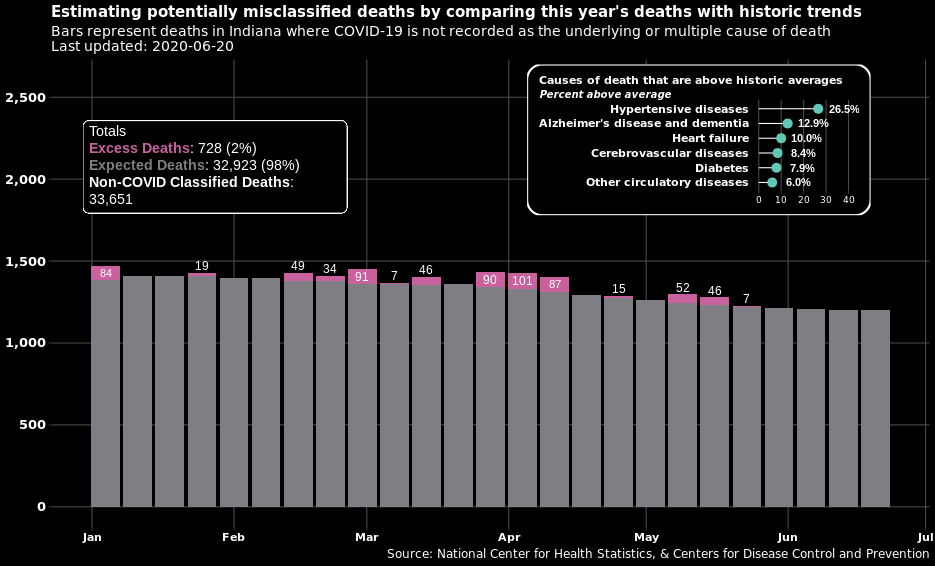 Estimating potentially misclassified deaths by comparing this year's deaths with historic trends
Bars represent deaths in Indiana where COVID-19 is not recorded as the underlying or multiple cause of death
Last updated: 2020-06-20
Causes of death that are above historic averages
Percent above average
Hypertensive diseases 26.5%
Alzheimer's disease and dementia 12.9%
Heart failure 10.0%
Cerebrovascular diseases 8.4%
Diabetes 7.9%
Other circulatory diseases 6.0%
0 10 20 30 40
Totals
Excess Deaths: 728 (2%)
Expected Deaths: 32,923 (98%)
Non-COVID Classified Deaths:
33,651
2,500
2,000
1,500
1,000
500
0
84 19 49 34 91 7 46 90 101 87 15 52 46 7
Jan Feb Mar Apr May Jun Jul
Source: National Center for Health Statistics, & Centers for Disease Control and Prevention